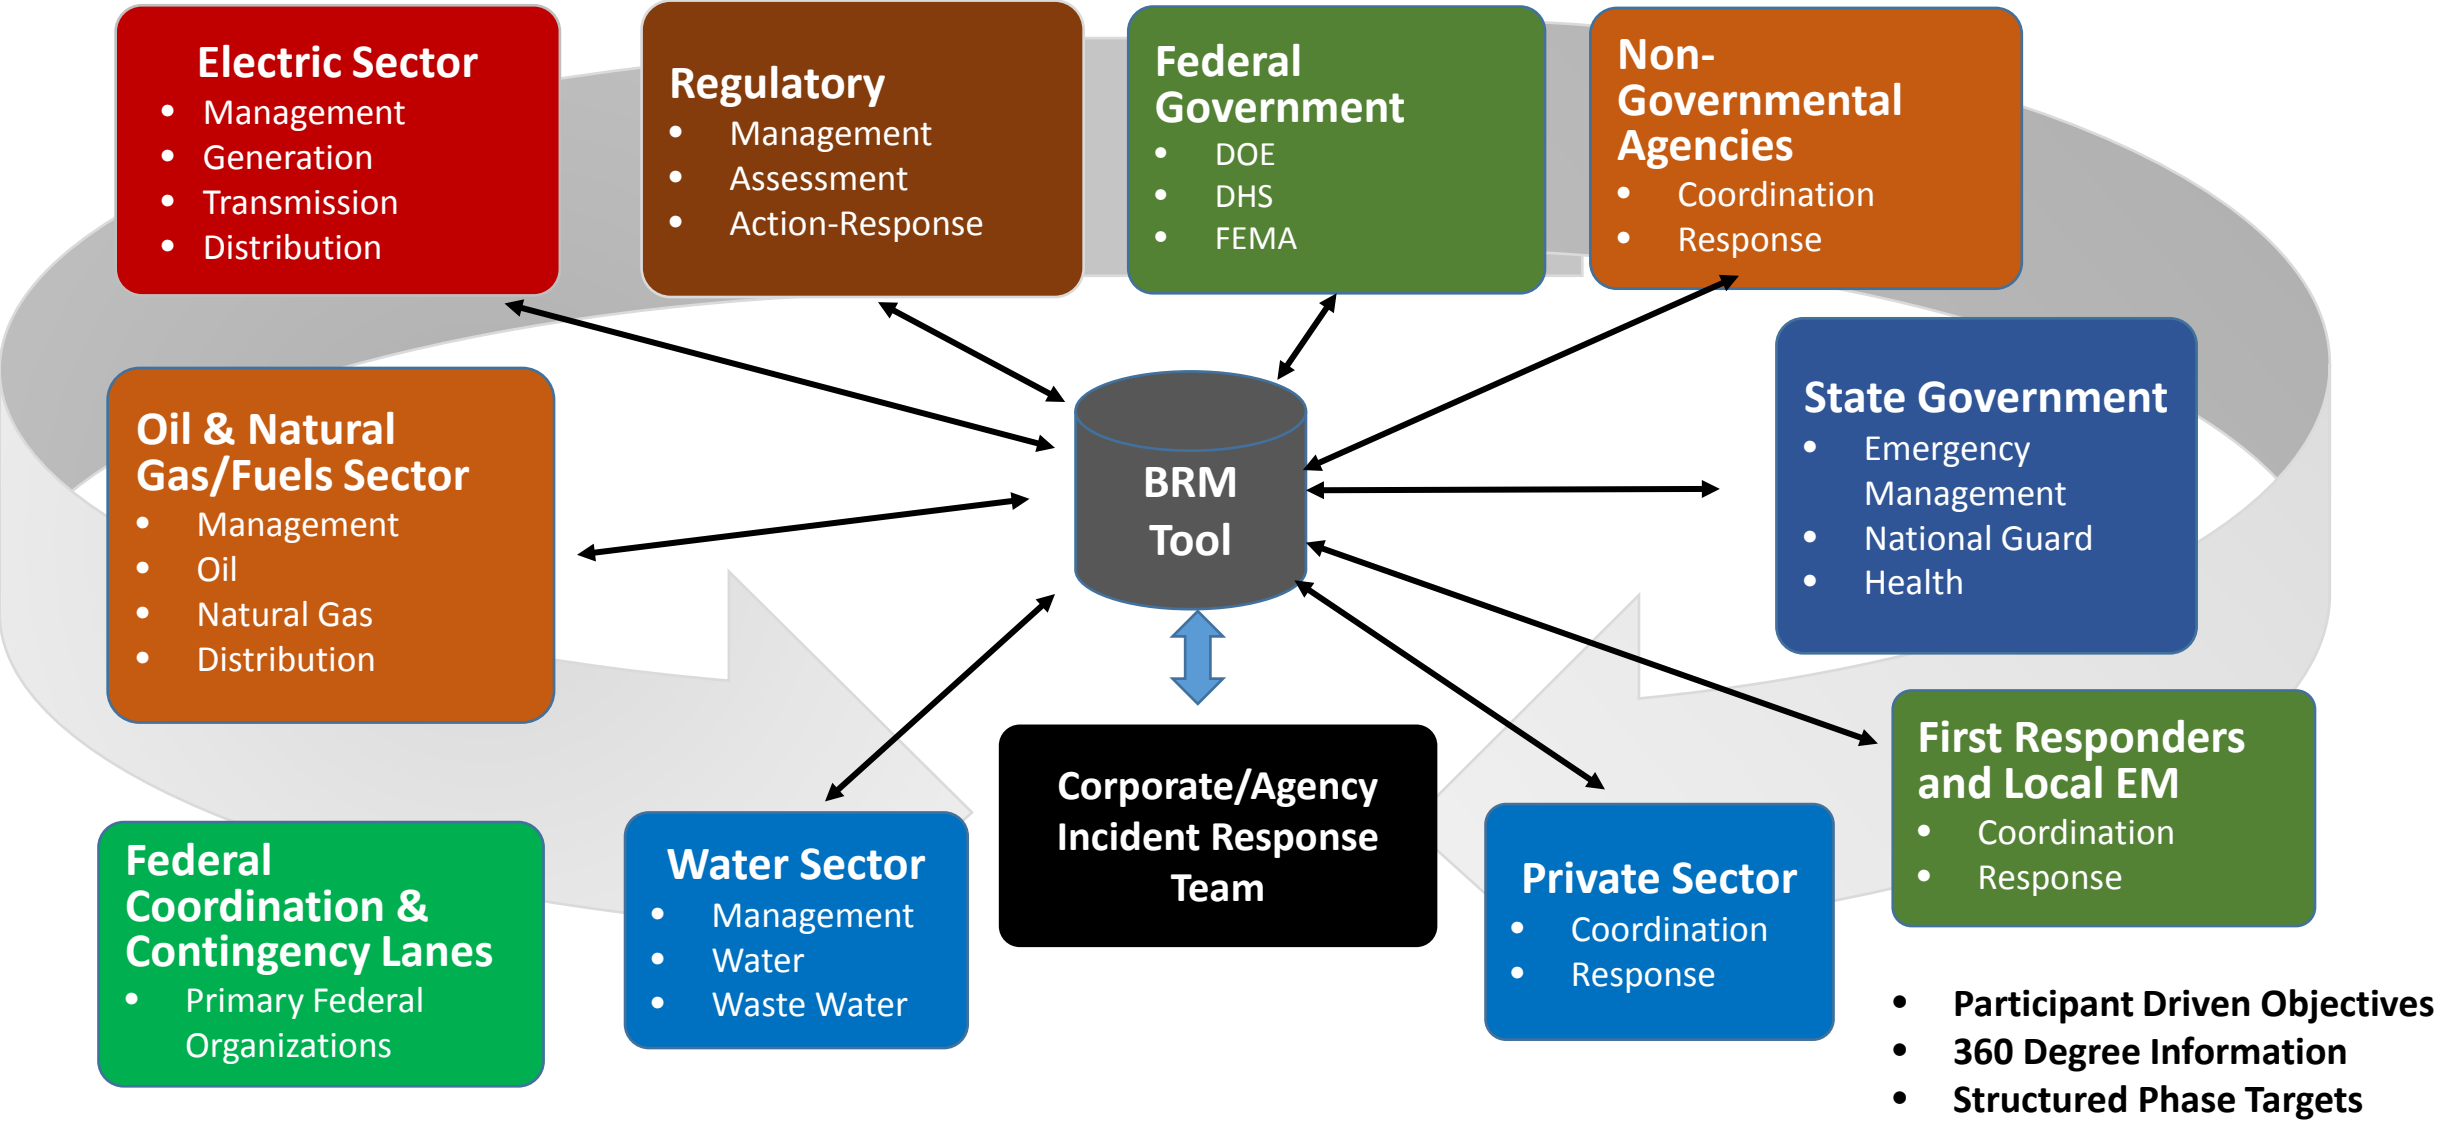 Electric Sector
• Management
• Generation
• Transmission
• Distribution
Regulatory
• Management
• Assessment
• Action-Response
Federal
Government
• DOE
• DHS
• FEMA
Non-
Governmental
Agencies
• Coordination
• Response
Oil & Natural
Gas/Fuels Sector
• Management
• Oil
• Natural Gas
• Distribution
BRM
Tool
State Government
• Emergency
Management
• National Guard
• Health
Federal
Coordination &
Contingency Lanes
• Primary Federal
Organizations
Water Sector
• Management
• Water
• Waste Water
Corporate/Agency
Incident Response
Team
Private Sector
• Coordination
• Response
First Responders
and Local EM
• Coordination
• Response
• Participant Driven Objectives
• 360 Degree Information
• Structured Phase Targets